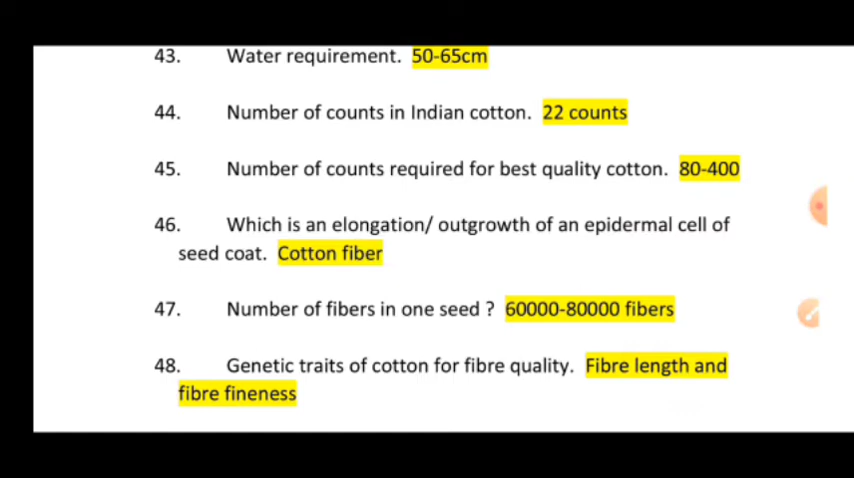 43. Water requirement. 50-65cm
44. Number of counts in Indian cotton. 22 counts
45. Number of counts required for best quality cotton. 80-400
46. Which is an elongation/ outgrowth of an epidermal cell of
seed coat. Cotton fiber
47. Number of fibers in one seed ? 60000-80000 fibers
48. Genetic traits of cotton for fibre quality. Fibre length and
fibre fineness